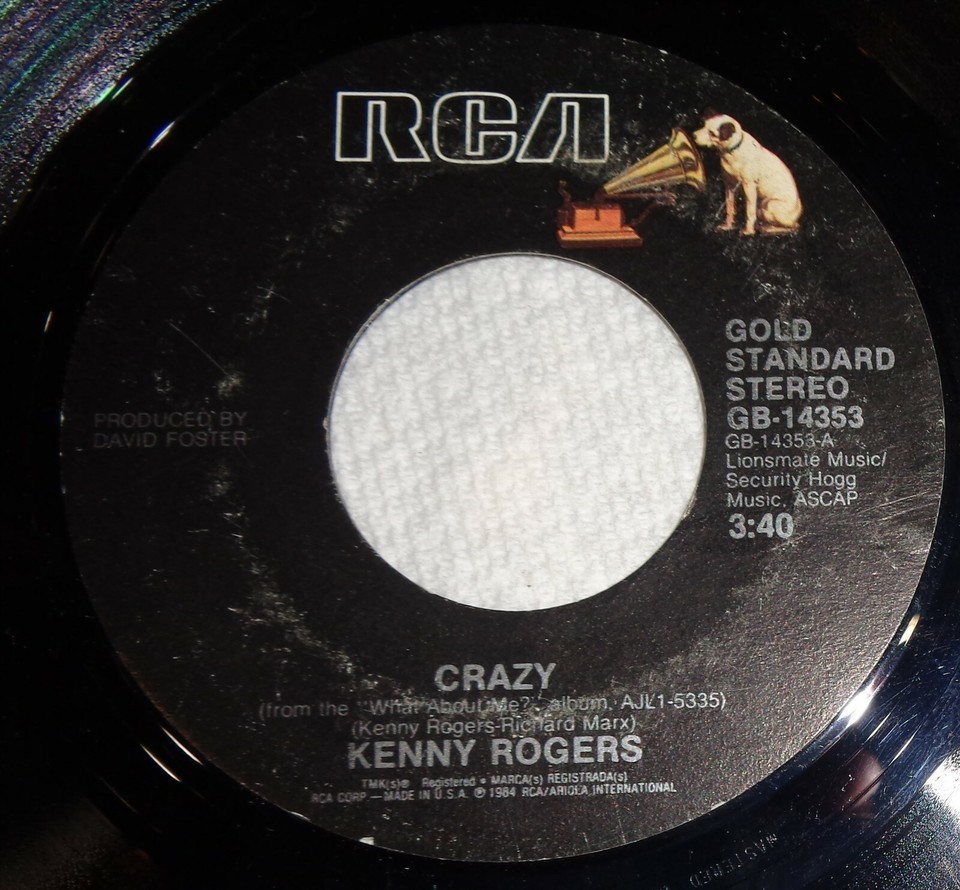 RCA
GOLD
STANDARD
STEREO
GB-14353
GB-14353-A
Lionsmate Music/
Security Hogg
Music, ASCAP
3:40
PRODUCED BY
DAVID FOSTER
CRAZY
(from the "What About Me?" album, AJL1-5335)
(Kenny Rogers-Richard Marx)
KENNY ROGERS
TMK(s)® Registered • MARCA(s) REGISTRADA(s)
RCA CORP.—MADE IN U.S.A. ℗ 1984 RCA/ARIOLA INTERNATIONAL
MASTERED